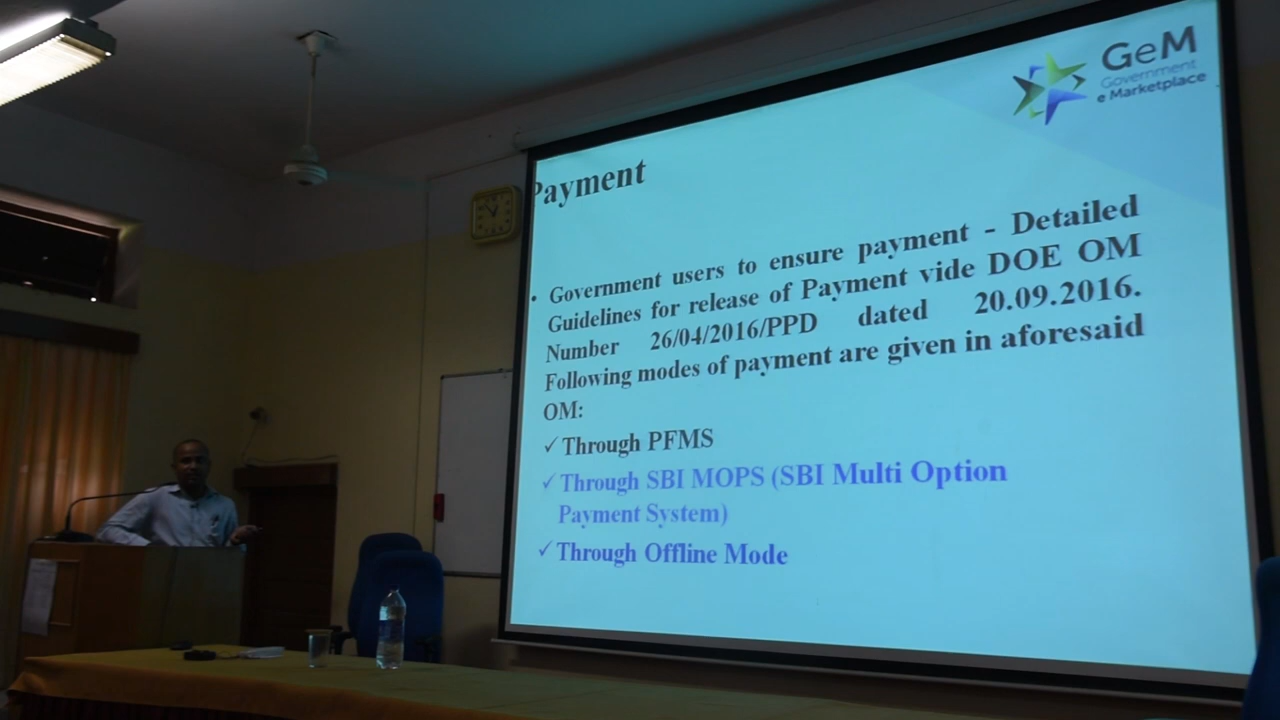 GeM
Government
e Marketplace
Payment
• Government users to ensure payment - Detailed
Guidelines for release of Payment vide DOE OM
Number 26/04/2016/PPD dated 20.09.2016.
Following modes of payment are given in aforesaid
OM:
✓ Through PFMS
✓ Through SBI MOPS (SBI Multi Option
Payment System)
✓ Through Offline Mode